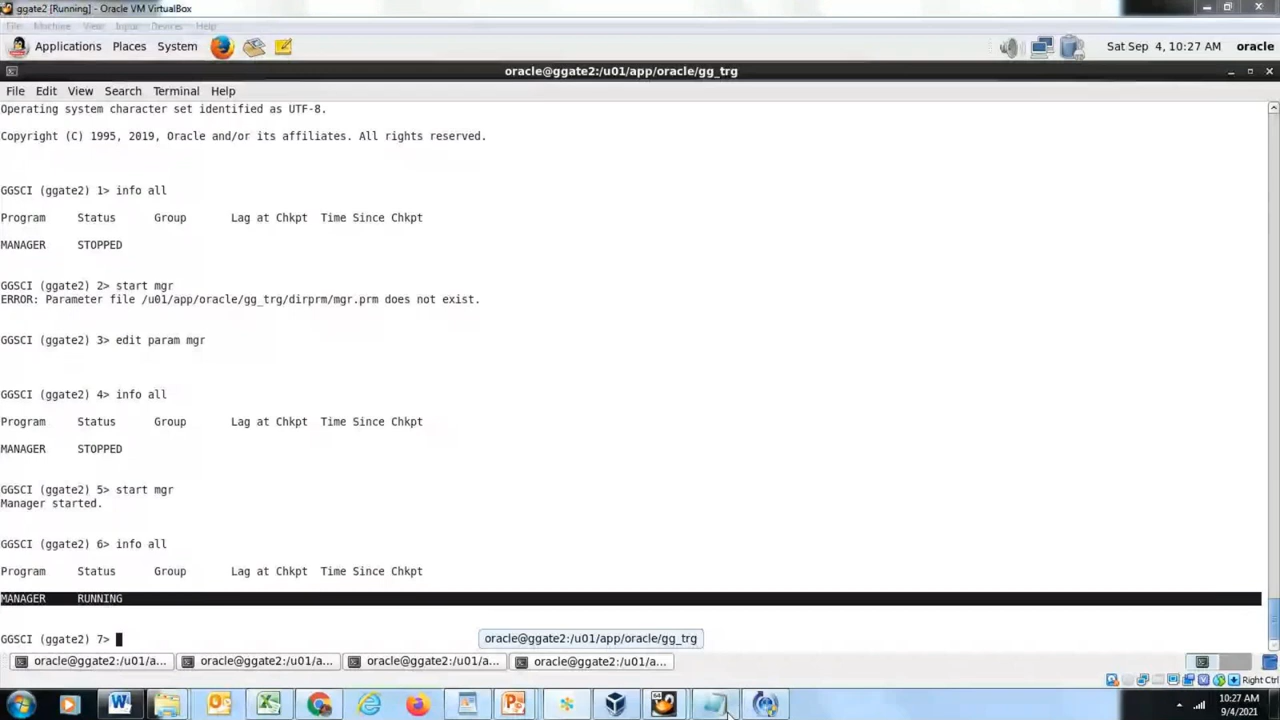 ggate2 [Running] - Oracle VM VirtualBox
File Machine View Input Devices Help
Applications Places System Sat Sep 4, 10:27 AM oracle
oracle@ggate2:/u01/app/oracle/gg_trg
File Edit View Search Terminal Help
Operating system character set identified as UTF-8.
Copyright (C) 1995, 2019, Oracle and/or its affiliates. All rights reserved.
GGSCI (ggate2) 1> info all
Program Status Group Lag at Chkpt Time Since Chkpt
MANAGER STOPPED
GGSCI (ggate2) 2> start mgr
ERROR: Parameter file /u01/app/oracle/gg_trg/dirprm/mgr.prm does not exist.
GGSCI (ggate2) 3> edit param mgr
GGSCI (ggate2) 4> info all
Program Status Group Lag at Chkpt Time Since Chkpt
MANAGER STOPPED
GGSCI (ggate2) 5> start mgr
Manager started.
GGSCI (ggate2) 6> info all
Program Status Group Lag at Chkpt Time Since Chkpt
MANAGER RUNNING
GGSCI (ggate2) 7>
oracle@ggate2:/u01/app/oracle/gg_trg
oracle@ggate2:/u01/a... oracle@ggate2:/u01/a... oracle@ggate2:/u01/a... oracle@ggate2:/u01/a...
Right Ctrl
10:27 AM
9/4/2021